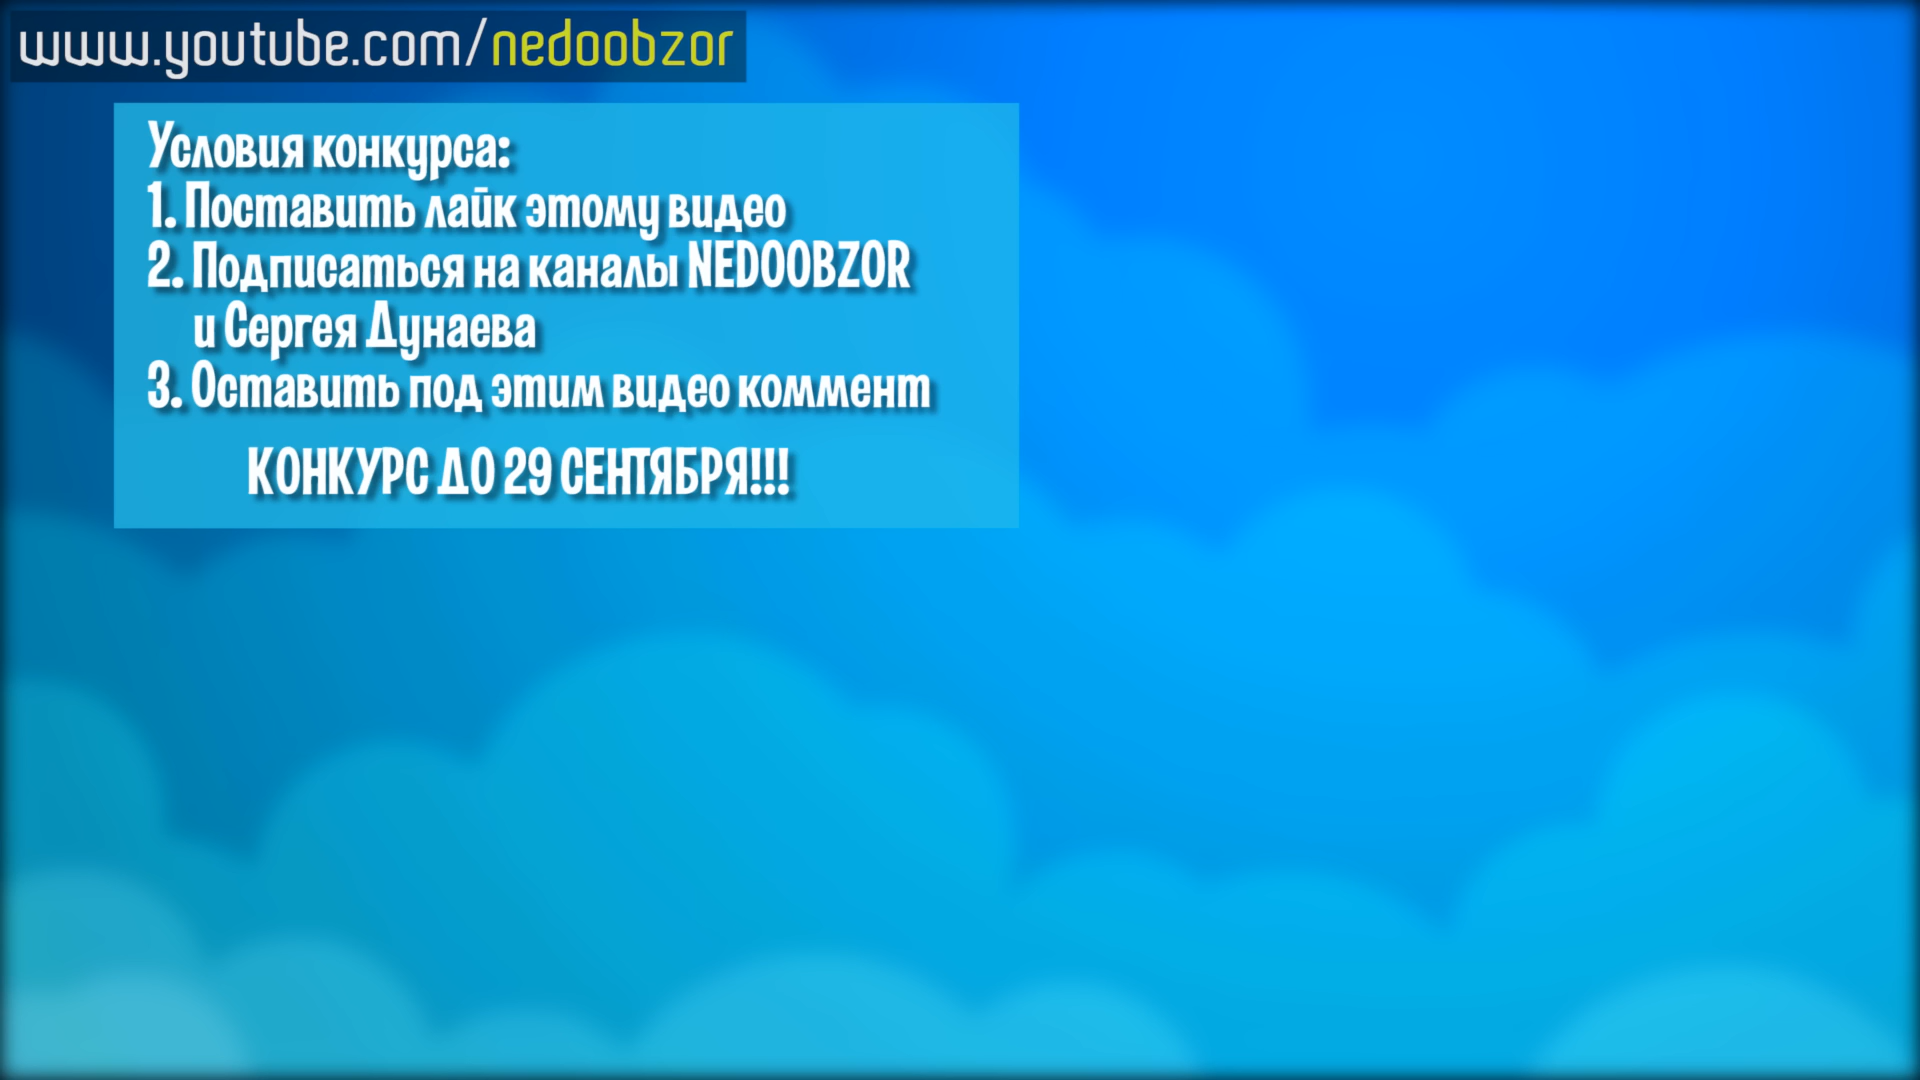 www.youtube.com/nedoobzor
Условия конкурса:
1. Поставить лайк этому видео
2. Подписаться на каналы NEDOOBZOR
и Сергея Дунаева
3. Оставить под этим видео коммент
КОНКУРС ДО 29 СЕНТЯБРЯ!!!